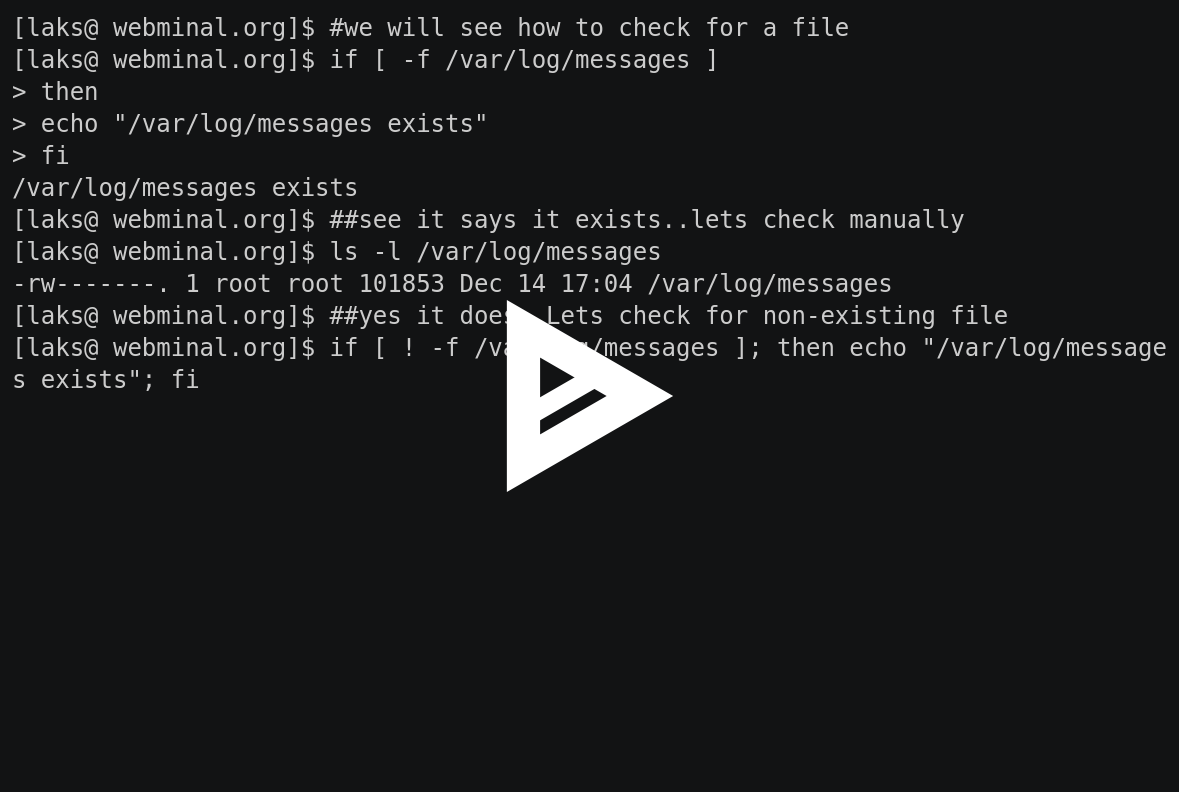 [laks@ webminal.org]$ #we will see how to check for a file
[laks@ webminal.org]$ if [ -f /var/log/messages ]
> then
> echo "/var/log/messages exists"
> fi
/var/log/messages exists
[laks@ webminal.org]$ ##see it says it exists..lets check manually
[laks@ webminal.org]$ ls -l /var/log/messages
-rw-------. 1 root root 101853 Dec 14 17:04 /var/log/messages
[laks@ webminal.org]$ ##yes it does Lets check for non-existing file
[laks@ webminal.org]$ if [ ! -f /messages ]; then echo "/var/log/message
s exists"; fi